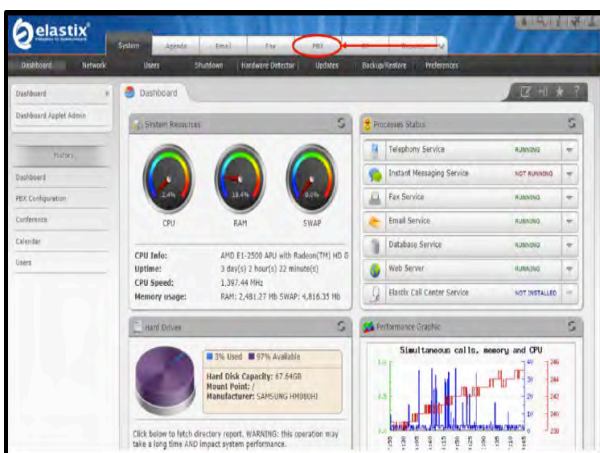 elastix
System Agenda Email Fax PBX
Dashboard Network Users Shutdown Hardware Detector Updates Backup/Restore Preferences
Dashboard
Dashboard Applet Admin
History
Dashboard
PBX Configuration
Conference
Calendar
Users
Dashboard
System Resources
2.4%
18.4%
0.0%
CPU RAM SWAP
CPU Info: AMD E1-2500 APU with Radeon(TM) HD G
Uptime: 3 day(s) 2 hour(s) 22 minute(s)
CPU Speed: 1,397.44 MHz
Memory usage: RAM: 2,481.27 Mb SWAP: 4,816.35 Mb
Processes Status
Telephony Service RUNNING
Instant Messaging Service NOT RUNNING
Fax Service RUNNING
Email Service RUNNING
Database Service RUNNING
Web Server RUNNING
Elastix Call Center Service NOT INSTALLED
Hard Drives
3% Used 97% Available
Hard Disk Capacity: 67.64GB
Mount Point: /
Manufacturer: SAMSUNG
Click below to fetch directory report. WARNING: this operation may
take a long time AND impact system performance.
Performance Graphic
Simultaneous calls, memory and CPU